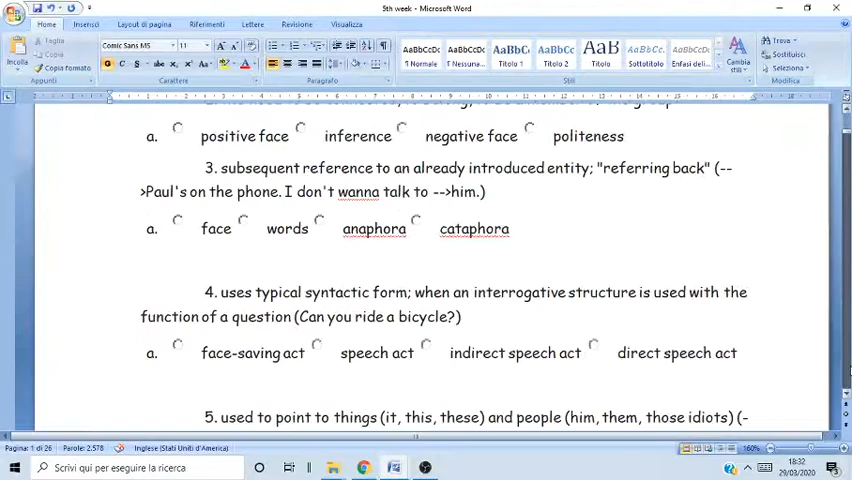 5th week - Microsoft Word
Home Inserisci Layout di pagina Riferimenti Lettere Revisione Visualizza
Taglia
Copia
Copia formato
Incolla
Appunti
Comic Sans MS 11
Carattere
Paragrafo
AaBbCcDc AaBbCcDc AaBbC AaBbCc AaB AaBbCc. AaBbCcDc
¶ Normale ¶ Nessuna... Titolo 1 Titolo 2 Titolo Sottotitolo Enfasi deli...
Stili
Cambia stili
Trova
Sostituisci
Seleziona
Modifica
a. positive face inference negative face politeness
3. subsequent reference to an already introduced entity; "referring back" (--
>Paul's on the phone. I don't wanna talk to -->him.)
a. face words anaphora cataphora
4. uses typical syntactic form; when an interrogative structure is used with the
function of a question (Can you ride a bicycle?)
a. face-saving act speech act indirect speech act direct speech act
5. used to point to things (it, this, these) and people (him, them, those idiots) (-
Pagina: 1 di 26 Parole: 2.578 Inglese (Stati Uniti d'America) 160%
Scrivi qui per eseguire la ricerca
18:32
29/03/2020